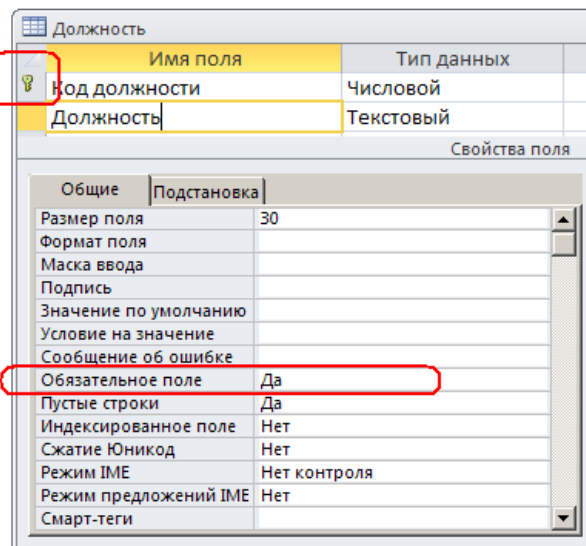 Должность
Имя поля Тип данных
Код должности Числовой
Должность Текстовый
Свойства поля
Общие Подстановка
Размер поля 30
Формат поля
Маска ввода
Подпись
Значение по умолчанию
Условие на значение
Сообщение об ошибке
Обязательное поле Да
Пустые строки Да
Индексированное поле Нет
Сжатие Юникод Нет
Режим IME Нет контроля
Режим предложений IME Нет
Смарт-теги